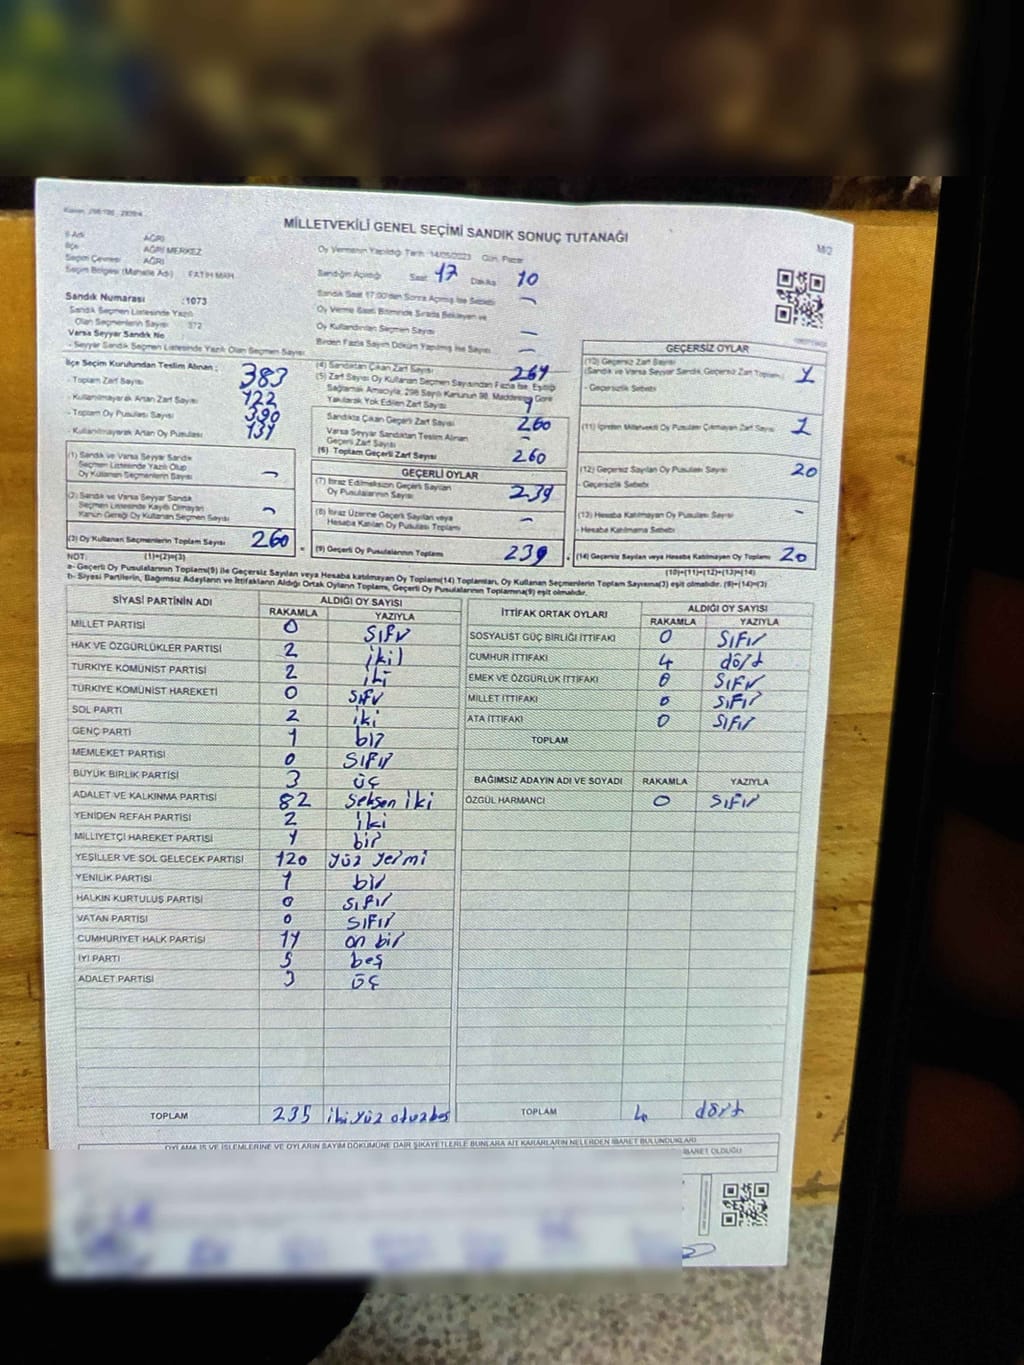 MİLLETVEKİLİ GENEL SEÇİMİ SANDIK SONUÇ TUTANAĞI
M/2
İl Adı AĞRI
İlçe AĞRI MERKEZ
Seçim Çevresi AĞRI
Seçim Bölgesi (Mahalle Adı) FATİH MAH.
Sandık Numarası :1073
Sandık Seçmen Listesinde Yazılı
Olan Seçmenlerin Sayısı 372
Varsa Seyyar Sandık No
- Seyyar Sandık Seçmen Listesinde Yazılı Olan Seçmen Sayısı
Oy Vermenin Yapıldığı Tarih :14/05/2023 Gün: Pazar
Sandığın Açıldığı Saat 17 Dakika 10
Sandık Saat 17:00'den Sonra Açılmış İse Sebebi –
Oy Verme Saati Bitiminde Sırada Bekleyen ve
Oy Kullandırılan Seçmen Sayısı –
Birden Fazla Sayım Döküm Yapılmış İse Sayısı –
İlçe Seçim Kurulundan Teslim Alınan ;
- Toplam Zarf Sayısı 383
- Kullanılmayarak Artan Zarf Sayısı 122
- Toplam Oy Pusulası Sayısı 390
- Kullanılmayarak Artan Oy Pusulası
(1) Sandık ve Varsa Seyyar Sandık
Seçmen Listesinde Yazılı Olup
Oy Kullanan Seçmenlerin Sayısı –
(2) Sandık ve Varsa Seyyar Sandık
Seçmen Listesinde Kayıtlı Olmayan
Kanun Gereği Oy Kullanan Seçmen Sayısı –
(3) Oy Kullanan Seçmenlerin Toplam Sayısı 260
(4) Sandıktan Çıkan Zarf Sayısı
(5) Zarf Sayısı Oy Kullanan Seçmen Sayısından Fazla İse, Eşitliği
Sağlamak Amacıyla, 298 Sayılı Kanunun 98. Maddesine Göre
Yakılarak Yok Edilen Zarf Sayısı
Sandıkta Çıkan Geçerli Zarf Sayısı 260
Varsa Seyyar Sandıktan Teslim Alınan
Geçerli Zarf Sayısı –
(6) Toplam Geçerli Zarf Sayısı 260
GEÇERLİ OYLAR
(7) İtiraz Edilmeksizin Geçerli Sayılan
Oy Pusulalarının Sayısı 239
(8) İtiraz Üzerine Geçerli Sayılan veya
Hesaba Katılan Oy Pusulası Toplamı –
(9) Geçerli Oy Pusulalarının Toplamı 239
GEÇERSİZ OYLAR
(10) Geçersiz Zarf Sayısı
(Sandık ve Varsa Seyyar Sandık Geçersiz Zarf Toplamı) 1
- Geçersizlik Sebebi
(11) İçinden Milletvekili Oy Pusulası Çıkmayan Zarf Sayısı 1
(12) Geçersiz Sayılan Oy Pusulası Sayısı 20
- Geçersizlik Sebebi
(13) Hesaba Katılmayan Oy Sayısı –
- Hesaba Katılmama Sebebi
(14) Geçersiz Sayılan veya Hesaba Katılmayan Oy Toplamı 20
NOT: (1)+(2)=(3) (10)+(11)+(12)+(13)=(14)
a- Geçerli Oy Pusulalarının Toplamı(9) ile Geçersiz Sayılan veya Hesaba katılmayan Oy Toplamı(14) Toplamları, Oy Kullanan Seçmenlerin Toplam Sayısına(3) eşit olmalıdır. (9)+(14)=(3)
b- Siyasi Partilerin, Bağımsız Adayların ve İttifakların Aldığı Ortak Oyların Toplamı, Geçerli Oy Pusulalarının Toplamına(9) eşit olmalıdır.
SİYASİ PARTİNİN ADI ALDIĞI OY SAYISI
RAKAMLA YAZIYLA
MİLLET PARTİSİ 0 SIFIR
HAK VE ÖZGÜRLÜKLER PARTİSİ 2 iki
TÜRKİYE KOMÜNİST PARTİSİ 2 iki
TÜRKİYE KOMÜNİST HAREKETİ 0 SIFIR
SOL PARTİ 2 iki
GENÇ PARTİ 1 bir
MEMLEKET PARTİSİ 0 SIFIR
BÜYÜK BİRLİK PARTİSİ 3 üç
ADALET VE KALKINMA PARTİSİ 82 Seksen iki
YENİDEN REFAH PARTİSİ 2 iki
MİLLİYETÇİ HAREKET PARTİSİ 1 bir
YEŞİLLER VE SOL GELECEK PARTİSİ 120 yüz yermi
YENİLİK PARTİSİ 1 bir
HALKIN KURTULUŞ PARTİSİ 0 SIFIR
VATAN PARTİSİ 0 SIFIR
CUMHURİYET HALK PARTİSİ 11 on bir
İYİ PARTİ 5 beş
ADALET PARTİSİ 3 üç
TOPLAM 235 iki yüz otuz beş
İTTİFAK ORTAK OYLARI ALDIĞI OY SAYISI
RAKAMLA YAZIYLA
SOSYALİST GÜÇ BİRLİĞİ İTTİFAKI 0 SIFIR
CUMHUR İTTİFAKI 4 dört
EMEK VE ÖZGÜRLÜK İTTİFAKI 0 SIFIR
MİLLET İTTİFAKI 0 SIFIR
ATA İTTİFAKI 0 SIFIR
TOPLAM
BAĞIMSIZ ADAYIN ADI VE SOYADI RAKAMLA YAZIYLA
ÖZGÜL HARMANCI 0 SIFIR
TOPLAM 4 dört
OYLAMA İŞ VE İŞLEMLERİNE VE OYLARIN SAYIM DÖKÜMÜNE DAİR ŞİKAYETLERLE BUNLARA AİT KARARLARIN NELERDEN İBARET BULUNDUKLARI
İBARET OLDUĞU